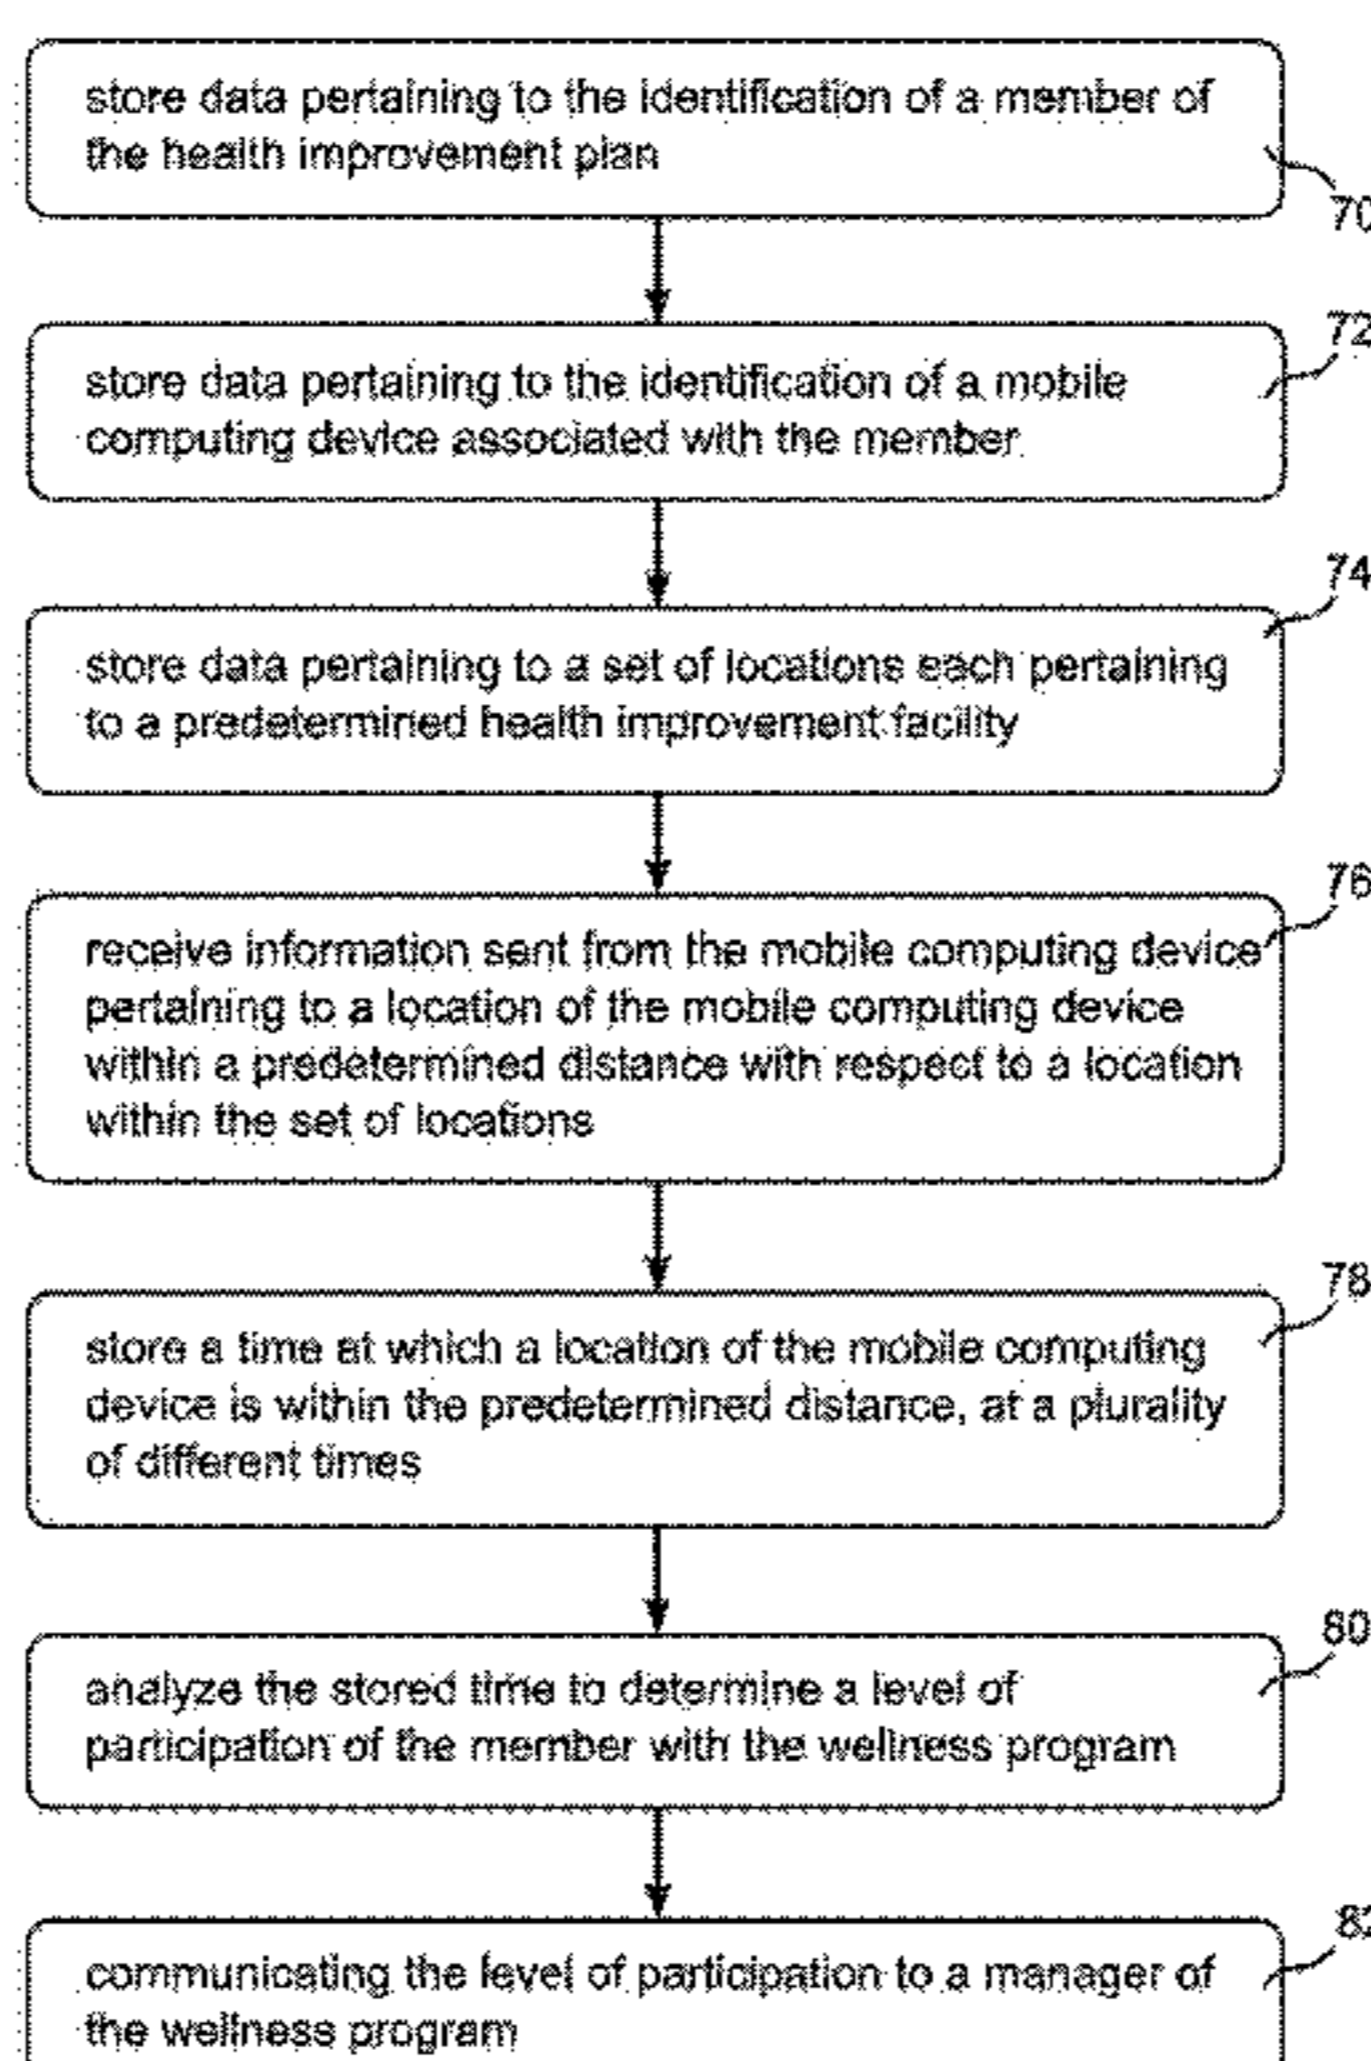 store data pertaining to the identification of a member of
the health improvement plan
70
72
store data pertaining to the identification of a mobile
computing device associated with the member
74
store data pertaining to a set of locations each pertaining
to a predetermined health improvement facility
76
receive information sent from the mobile computing device
pertaining to a location of the mobile computing device
within a predetermined distance with respect to a location
within the set of locations
78
store a time at which a location of the mobile computing
device is within the predetermined distance, at a plurality
of different times
80
analyze the stored time to determine a level of
participation of the member with the wellness program
82
communicating the level of participation to a manager of
the wellness program